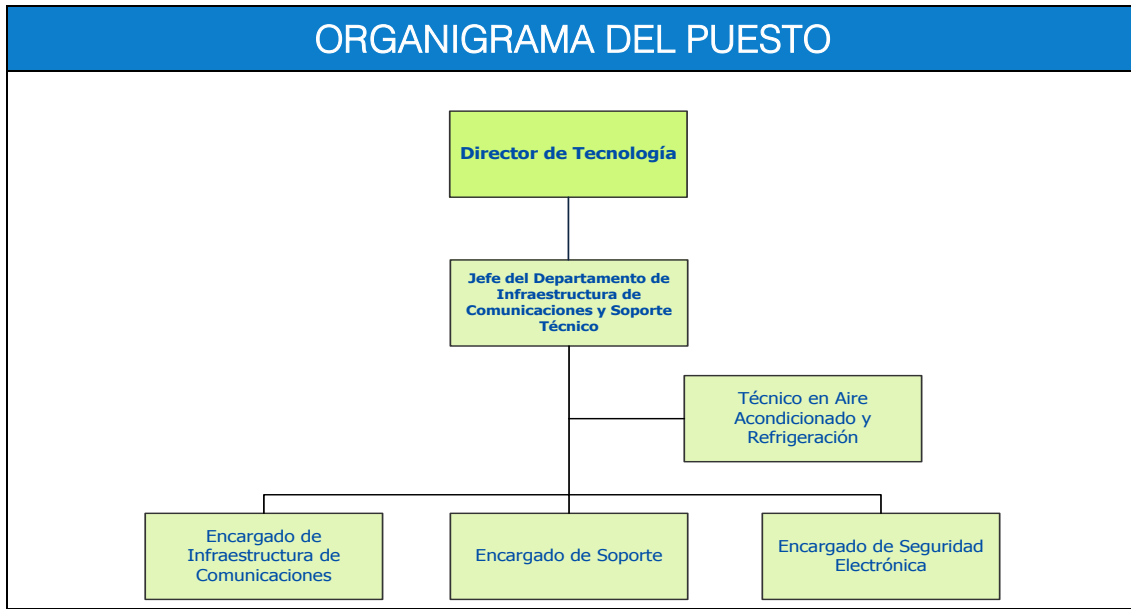 ORGANIGRAMA DEL PUESTO
Director de Tecnología
Jefe del Departamento de
Infraestructura de
Comunicaciones y Soporte
Técnico
Técnico en Aire
Acondicionado y
Refrigeración
Encargado de
Infraestructura de
Comunicaciones
Encargado de Soporte
Encargado de Seguridad
Electrónica